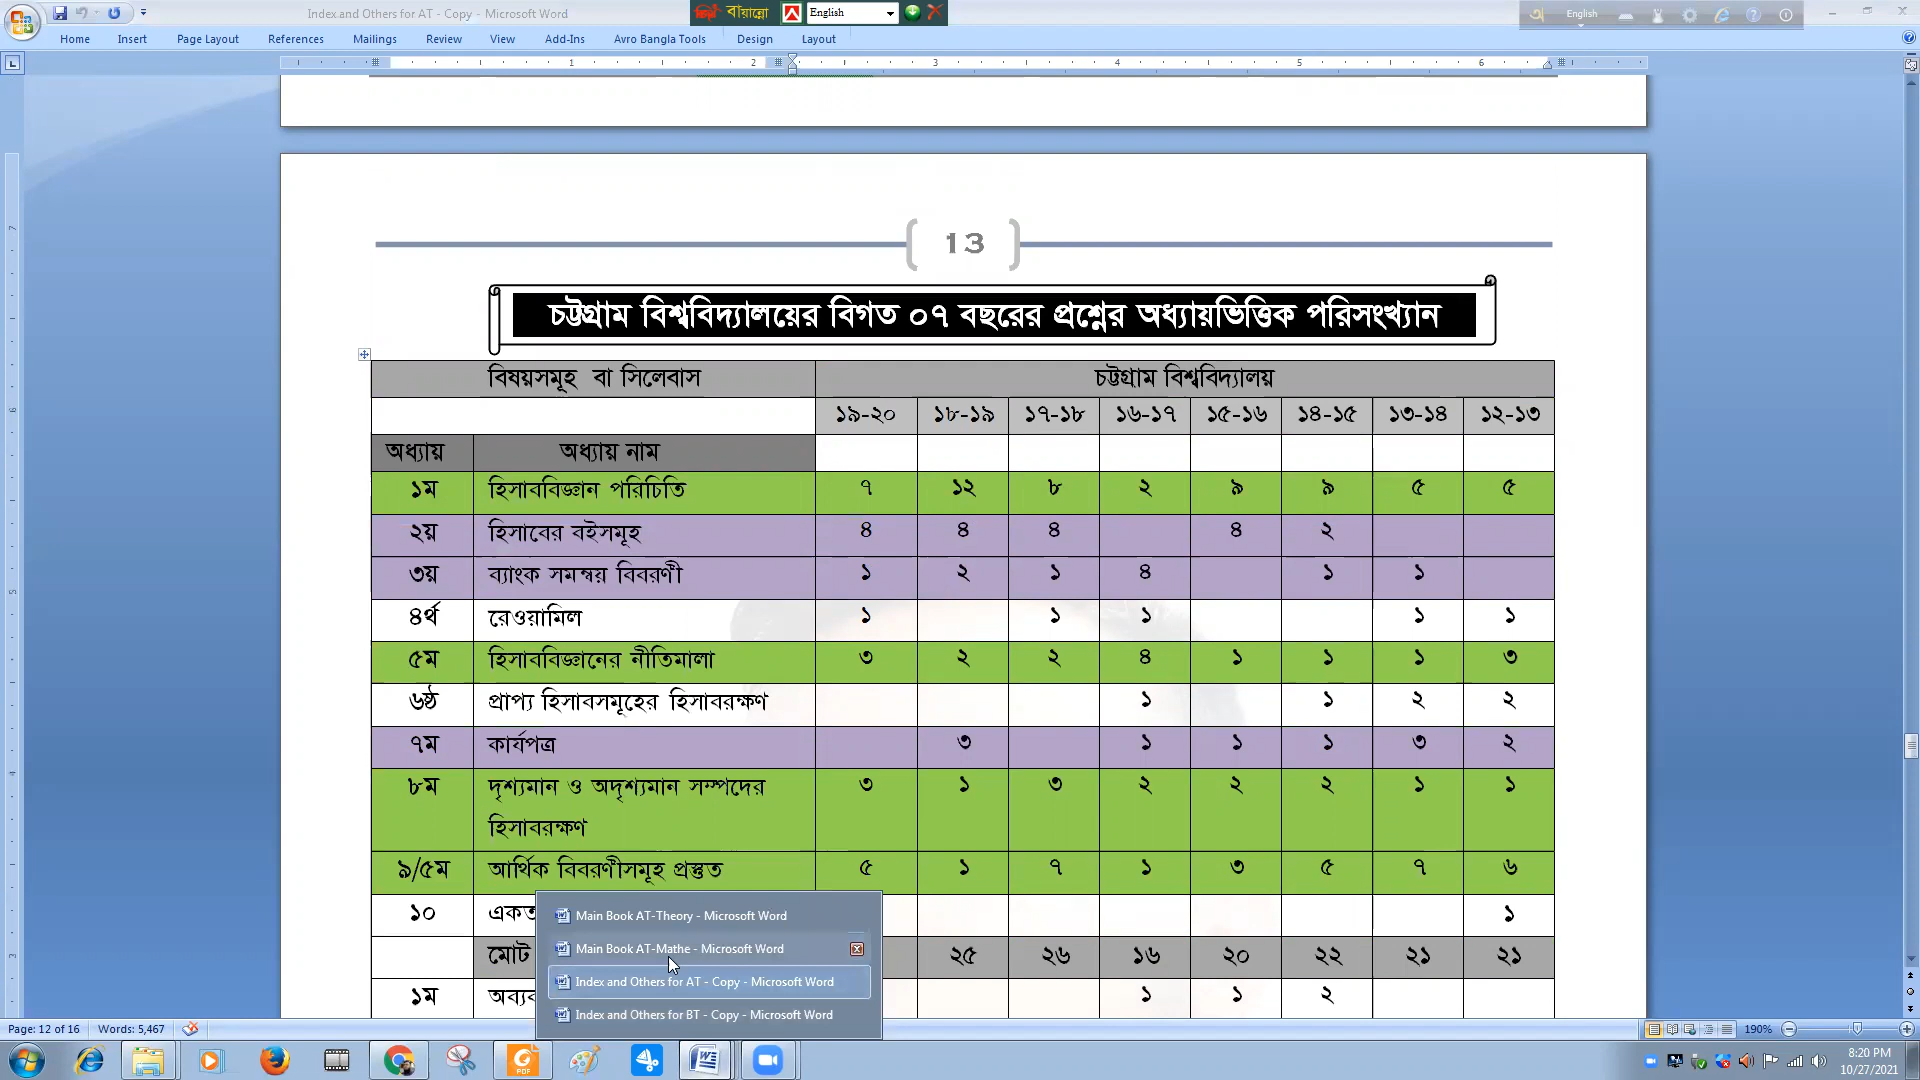 Index and Others for AT - Copy - Microsoft Word
বায়ান্নো
English
English
Home Insert Page Layout References Mailings Review View Add-Ins Avro Bangla Tools Design Layout
1 2 3 4 5 6
13
চট্টগ্রাম বিশ্ববিদ্যালয়ের বিগত ০৭ বছরের প্রশ্নের অধ্যায়ভিত্তিক পরিসংখ্যান
বিষয়সমূহ বা সিলেবাস চট্টগ্রাম বিশ্ববিদ্যালয়
১৯-২০ ১৮-১৯ ১৭-১৮ ১৬-১৭ ১৫-১৬ ১৪-১৫ ১৩-১৪ ১২-১৩
অধ্যায় অধ্যায় নাম
১ম হিসাববিজ্ঞান পরিচিতি ৭ ১২ ৮ ২ ৯ ৯ ৫ ৫
২য় হিসাবের বইসমূহ ৪ ৪ ৪ ৪ ২
৩য় ব্যাংক সমন্বয় বিবরণী ১ ২ ১ ৪ ১ ১
৪র্থ রেওয়ামিল ১ ১ ১ ১ ১
৫ম হিসাববিজ্ঞানের নীতিমালা ৩ ২ ২ ৪ ১ ১ ১ ৩
৬ষ্ঠ প্রাপ্য হিসাবসমূহের হিসাবরক্ষণ ১ ১ ২ ২
৭ম কার্যপত্র ৩ ১ ১ ১ ৩ ২
৮ম দৃশ্যমান ও অদৃশ্যমান সম্পদের ৩ ১ ৩ ২ ২ ২ ১ ১
হিসাবরক্ষণ
৯/৫ম আর্থিক বিবরণীসমূহ প্রস্তুত ৫ ১ ৭ ১ ৩ ৫ ৭ ৬
১০ একত ১
মোট ২৫ ২৬ ১৬ ২০ ২২ ২১ ২১
১ম অব্যব ১ ১ ২
Main Book AT-Theory - Microsoft Word
Main Book AT-Mathe - Microsoft Word
Index and Others for AT - Copy - Microsoft Word
Index and Others for BT - Copy - Microsoft Word
Page: 12 of 16 Words: 5,467 190%
8:20 PM
10/27/2021